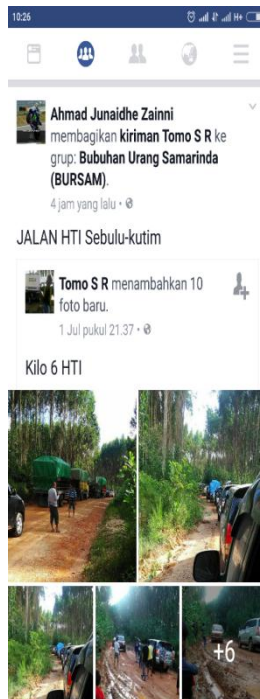 10:26
H+
Ahmad Junaidhe Zainni
membagikan kiriman Tomo S R ke
grup: Bubuhan Urang Samarinda
(BURSAM).
4 jam yang lalu •
JALAN HTI Sebulu-kutim
Tomo S R menambahkan 10
foto baru.
1 Jul pukul 21.37 •
Kilo 6 HTI
+6